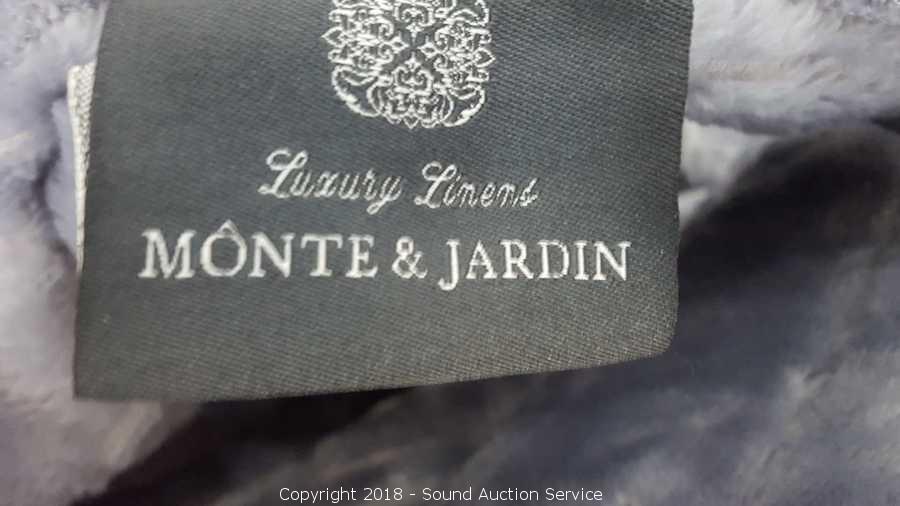 Luxury Linens
MÔNTE & JARDIN
Copyright 2018 - Sound Auction Service